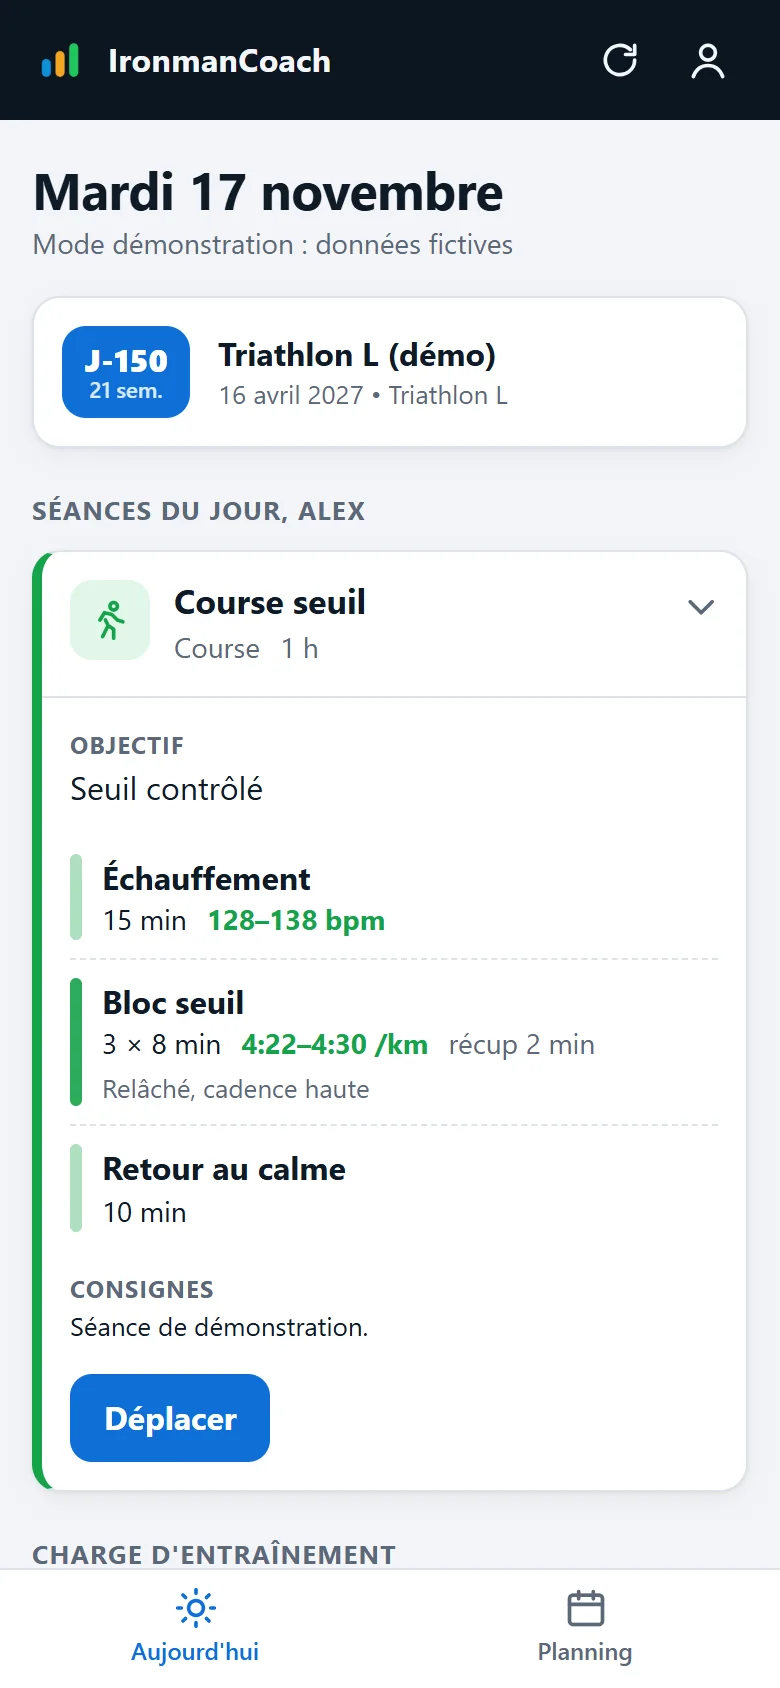 IronmanCoach
Mardi 17 novembre
Mode démonstration : données fictives
J-150
21 sem.
Triathlon L (démo)
16 avril 2027 • Triathlon L
SÉANCES DU JOUR, ALEX
Course seuil
Course 1 h
OBJECTIF
Seuil contrôlé
Échauffement
15 min 128–138 bpm
Bloc seuil
3 × 8 min 4:22–4:30 /km récup 2 min
Relâché, cadence haute
Retour au calme
10 min
CONSIGNES
Séance de démonstration.
Déplacer
CHARGE D'ENTRAÎNEMENT
Aujourd'hui
Planning